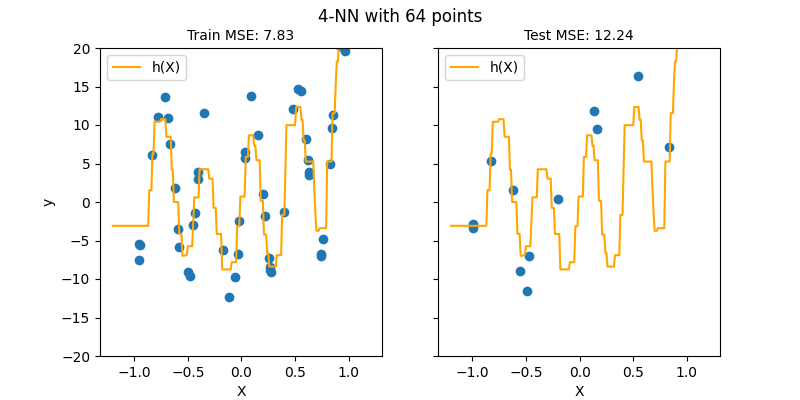 4-NN with 64 points
Train MSE: 7.83
h(X)
20
15
10
5
0
−5
−10
−15
−20
y
−1.0 −0.5 0.0 0.5 1.0
X
Test MSE: 12.24
h(X)
−1.0 −0.5 0.0 0.5 1.0
X